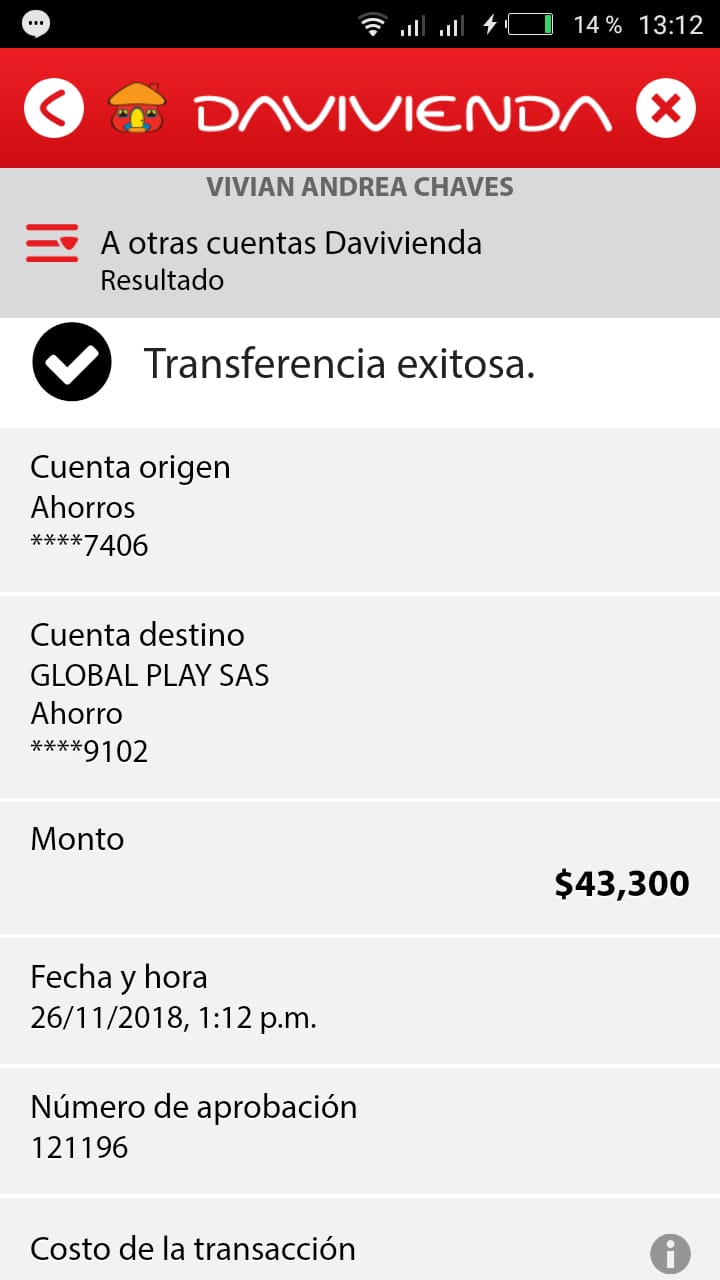 14 % 13:12
DAVIVIENDA
VIVIAN ANDREA CHAVES
A otras cuentas Davivienda
Resultado
Transferencia exitosa.
Cuenta origen
Ahorros
****7406
Cuenta destino
GLOBAL PLAY SAS
Ahorro
****9102
Monto
$43,300
Fecha y hora
26/11/2018, 1:12 p.m.
Número de aprobación
121196
Costo de la transacción